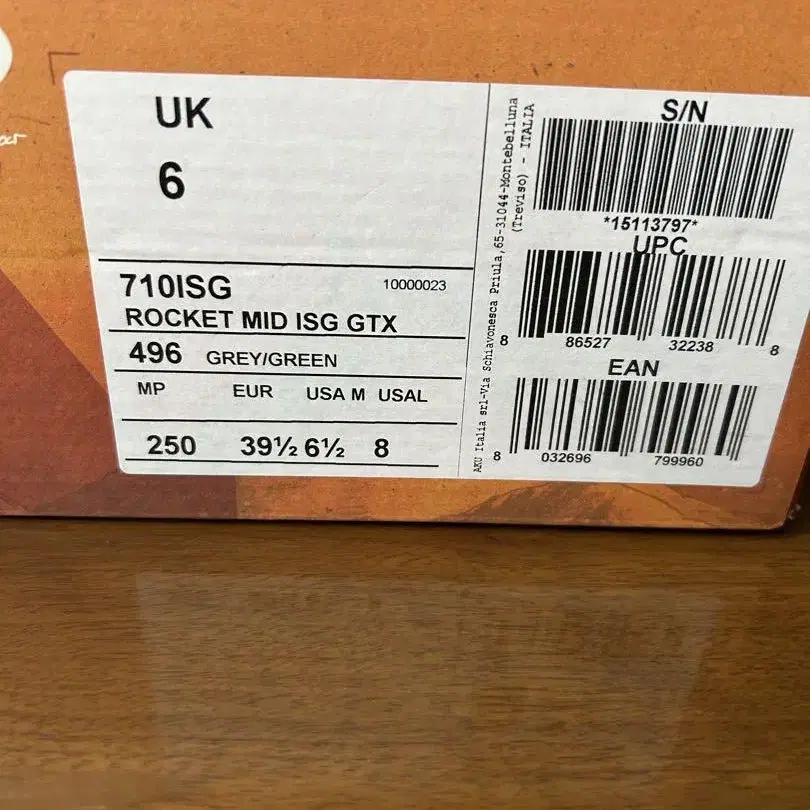 UK
6
710ISG 10000023
ROCKET MID ISG GTX
496 GREY/GREEN
MP EUR USA M USAL
250 39½ 6½ 8
AKU Italia srl-Via Schiavonesca Priula,65-31044-Montebelluna
(Treviso) - ITALIA
S/N
*15113797*
UPC
8 86527 32238 8
EAN
8 032696 799960